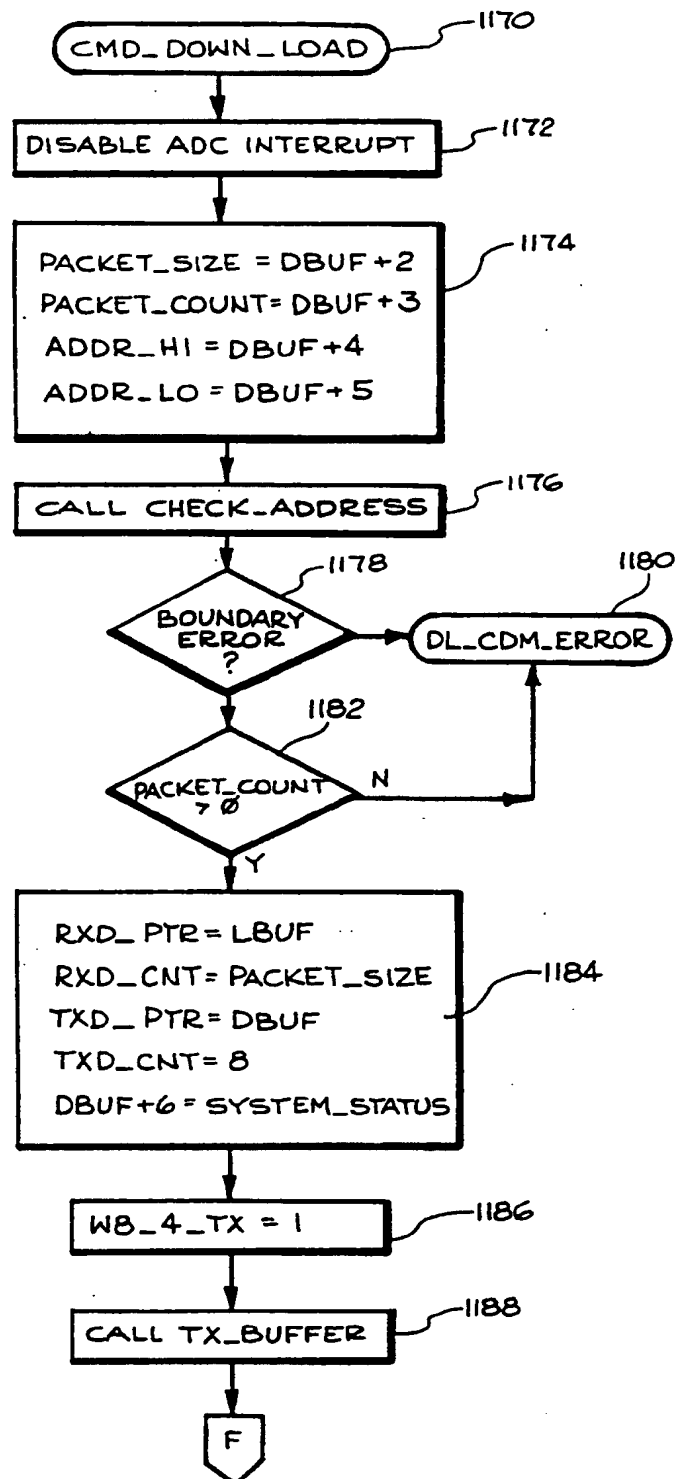 CMD_DOWN_LOAD
1170
DISABLE ADC INTERRUPT
1172
PACKET_SIZE = DBUF+2
PACKET_COUNT= DBUF+3
ADDR_HI = DBUF+4
ADDR_LO = DBUF+5
1174
CALL CHECK_ADDRESS
1176
BOUNDARY
ERROR
?
1178
DL_CDM_ERROR
1180
PACKET_COUNT
> Ø
1182
N
Y
RXD_PTR = LBUF
RXD_CNT = PACKET_SIZE
TXD_PTR = DBUF
TXD_CNT = 8
DBUF+6 = SYSTEM_STATUS
1184
W8_4_TX = 1
1186
CALL TX_BUFFER
1188
F